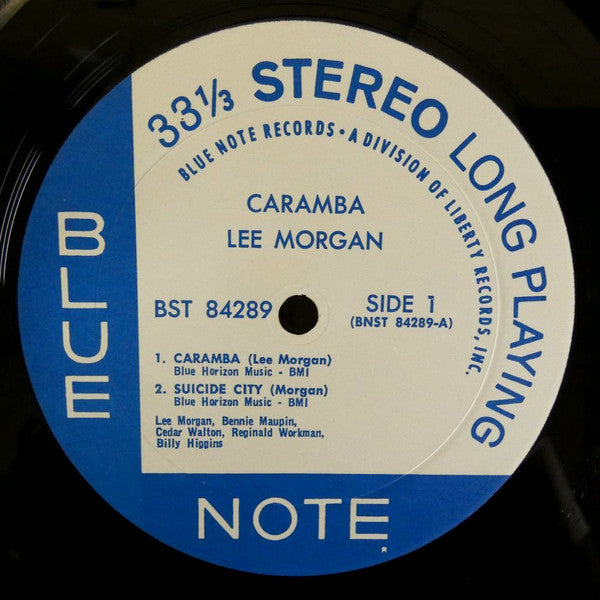 33⅓ STEREO LONG PLAYING
BLUE NOTE RECORDS • A DIVISION OF LIBERTY RECORDS, INC.
CARAMBA
LEE MORGAN
BST 84289
SIDE 1
(BNST 84289-A)
1. CARAMBA (Lee Morgan)
Blue Horizon Music - BMI
2. SUICIDE CITY (Morgan)
Blue Horizon Music - BMI
Lee Morgan, Bennie Maupin,
Cedar Walton, Reginald Workman,
Billy Higgins
BLUE
NOTE